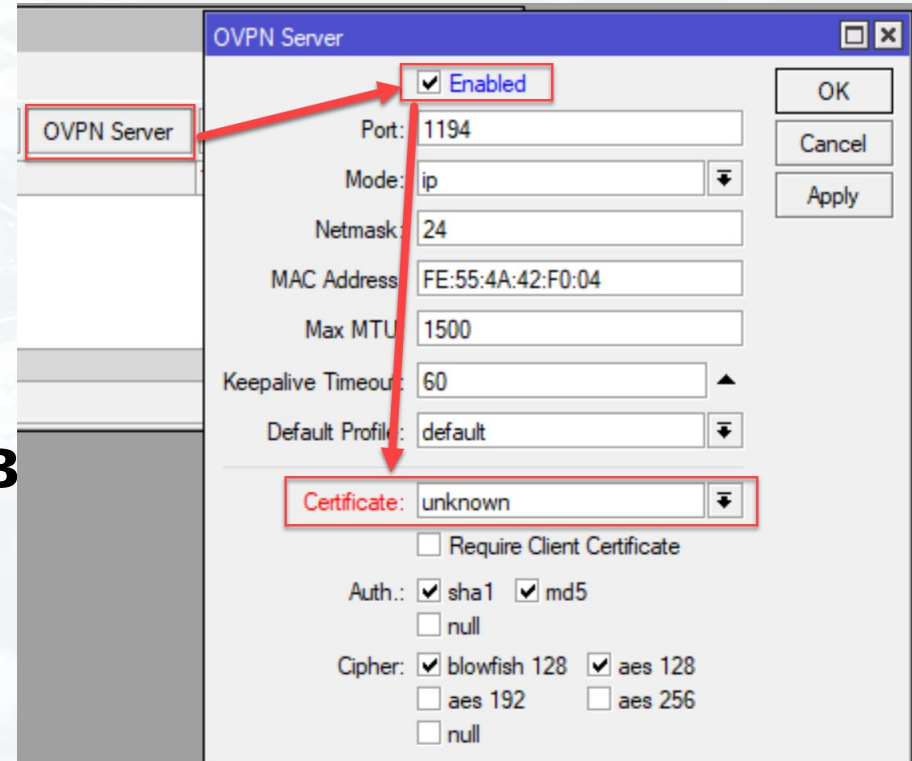 OVPN Server
Enabled
OK
OVPN Server
Port: 1194
Cancel
Mode: ip
Apply
Netmask: 24
MAC Address FE:55:4A:42:F0:04
Max MTU 1500
Keepalive Timeout: 60
Default Profile: default
Certificate: unknown
Require Client Certificate
Auth.: sha1 md5
null
Cipher: blowfish 128 aes 128
aes 192 aes 256
null